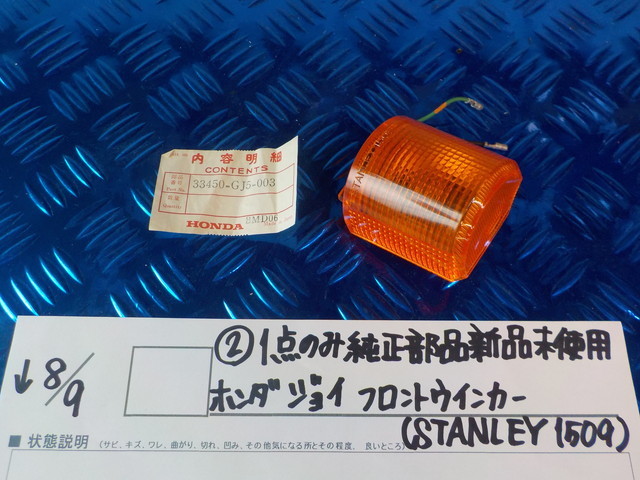 内容明細
CONTENTS
33450-GJ5-003
HONDA
STANLEY
↓8/9
②1点のみ純正部品新品未使用
ホンダジョイ フロントウインカー
(STANLEY 1509)
■ 状態説明 (サビ、キズ、ワレ、曲がり、切れ、凹み、その他気になる所とその程度、良いところ)